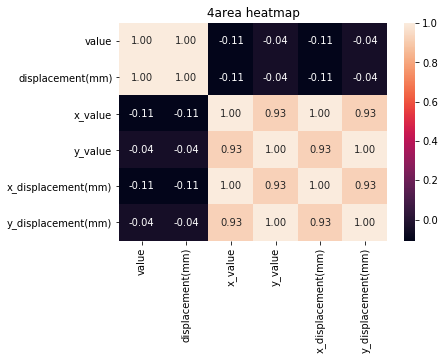 4area heatmap
value 1.00 1.00 -0.11 -0.04 -0.11 -0.04
displacement(mm) 1.00 1.00 -0.11 -0.04 -0.11 -0.04
x_value -0.11 -0.11 1.00 0.93 1.00 0.93
y_value -0.04 -0.04 0.93 1.00 0.93 1.00
x_displacement(mm) -0.11 -0.11 1.00 0.93 1.00 0.93
y_displacement(mm) -0.04 -0.04 0.93 1.00 0.93 1.00
value
displacement(mm)
x_value
y_value
x_displacement(mm)
y_displacement(mm)
1.0
0.8
0.6
0.4
0.2
0.0